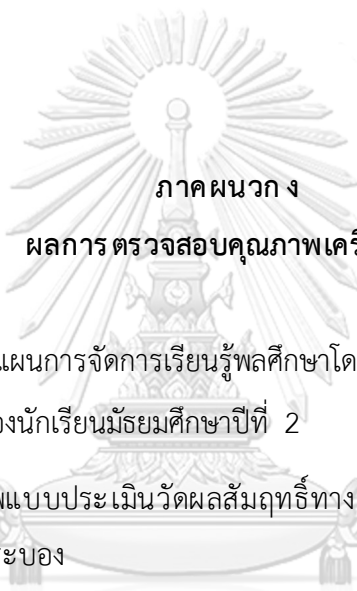 ภาคผนวก ง
ผลการตรวจสอบคุณภาพเครื
แผนการจัดการเรียนรู้พลศึกษาโด
องนักเรียนมัธยมศึกษาปีที่ 2
พแบบประเมินวัดผลสัมฤทธิ์ทาง
ระบอง